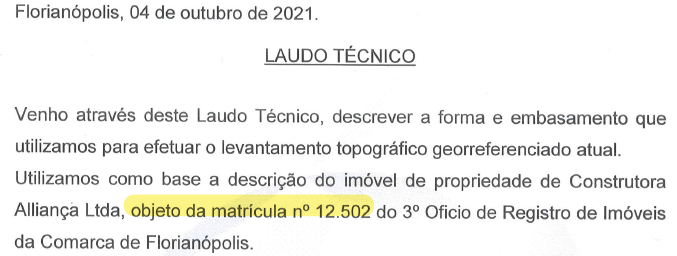 Florianópolis, 04 de outubro de 2021.
LAUDO TÉCNICO
Venho através deste Laudo Técnico, descrever a forma e embasamento que
utilizamos para efetuar o levantamento topográfico georreferenciado atual.
Utilizamos como base a descrição do imóvel de propriedade de Construtora
Alliança Ltda, objeto da matrícula nº 12.502 do 3º Oficio de Registro de Imóveis
da Comarca de Florianópolis.